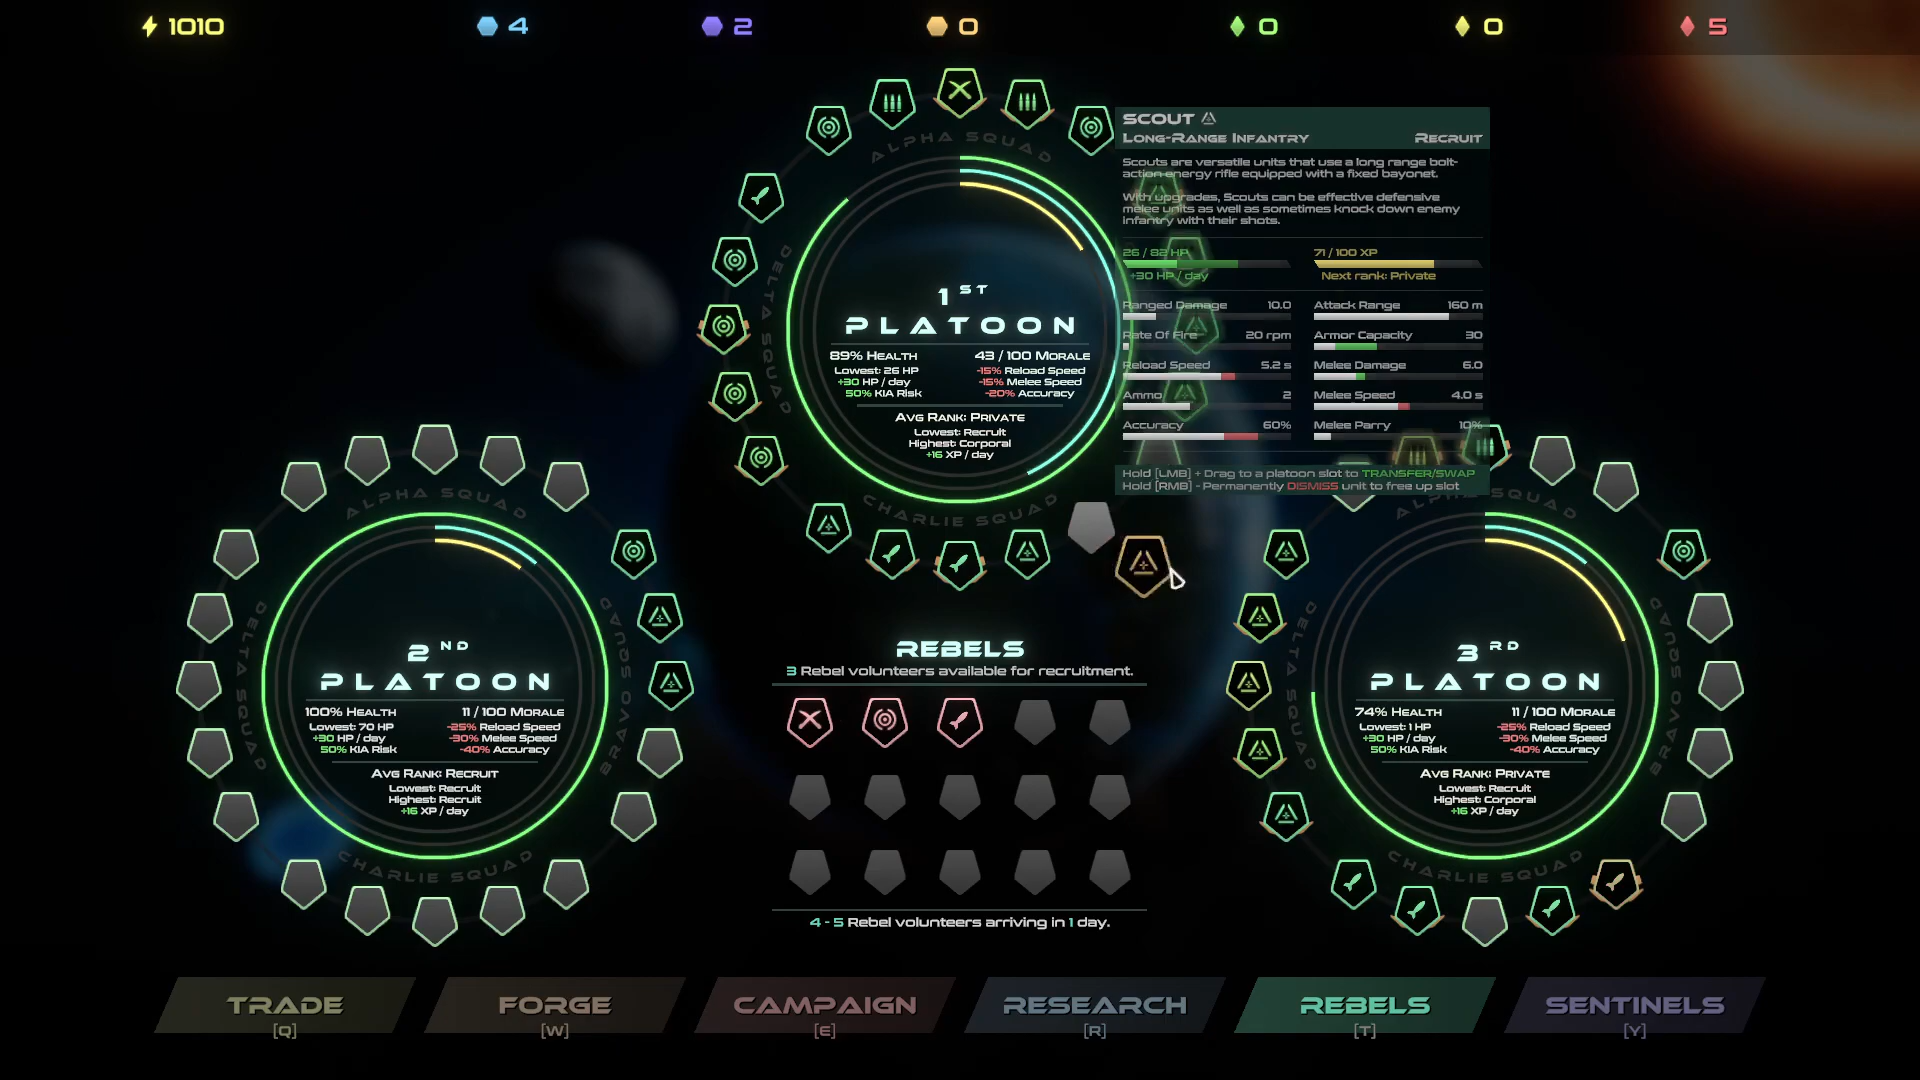 1010
4
2
0
0
0
5
ALPHA SQUAD
DELTA SQUAD
CHARLIE SQUAD
1ST
PLATOON
89% Health
43 / 100 Morale
Lowest: 26 HP
-15% Reload Speed
+30 HP / day
-15% Melee Speed
50% KIA Risk
-20% Accuracy
Avg Rank: Private
Lowest: Recruit
Highest: Corporal
+16 XP / day
Scout
Long-Range Infantry
Recruit
Scouts are versatile units that use a long range bolt-
action energy rifle equipped with a fixed bayonet.
With upgrades, Scouts can be effective defensive
melee units as well as sometimes knock down enemy
infantry with their shots.
26 / 82 HP
71 / 100 XP
+30 HP / day
Next rank: Private
Ranged Damage 10.0
Attack Range 160 m
Rate Of Fire 20 rpm
Armor Capacity 30
Reload Speed 5.2 s
Melee Damage 6.0
Ammo 2
Melee Speed 4.0 s
Accuracy 60%
Melee Parry 10%
Hold [LMB] + Drag to a platoon slot to TRANSFER/SWAP
Hold [RMB] - Permanently DISMISS unit to free up slot
ALPHA SQUAD
DELTA SQUAD
BRAVO SQUAD
CHARLIE SQUAD
2ND
PLATOON
100% Health
11 / 100 Morale
Lowest: 70 HP
-25% Reload Speed
+30 HP / day
-30% Melee Speed
50% KIA Risk
-40% Accuracy
Avg Rank: Recruit
Lowest: Recruit
Highest: Recruit
+16 XP / day
Rebels
3 Rebel volunteers available for recruitment.
4 - 5 Rebel volunteers arriving in 1 day.
ALPHA SQUAD
DELTA SQUAD
BRAVO SQUAD
CHARLIE SQUAD
3RD
PLATOON
74% Health
11 / 100 Morale
Lowest: 1 HP
-25% Reload Speed
+30 HP / day
-30% Melee Speed
50% KIA Risk
-40% Accuracy
Avg Rank: Private
Lowest: Recruit
Highest: Corporal
+16 XP / day
TRADE
[Q]
FORGE
[W]
CAMPAIGN
[E]
RESEARCH
[R]
REBELS
[T]
SENTINELS
[Y]